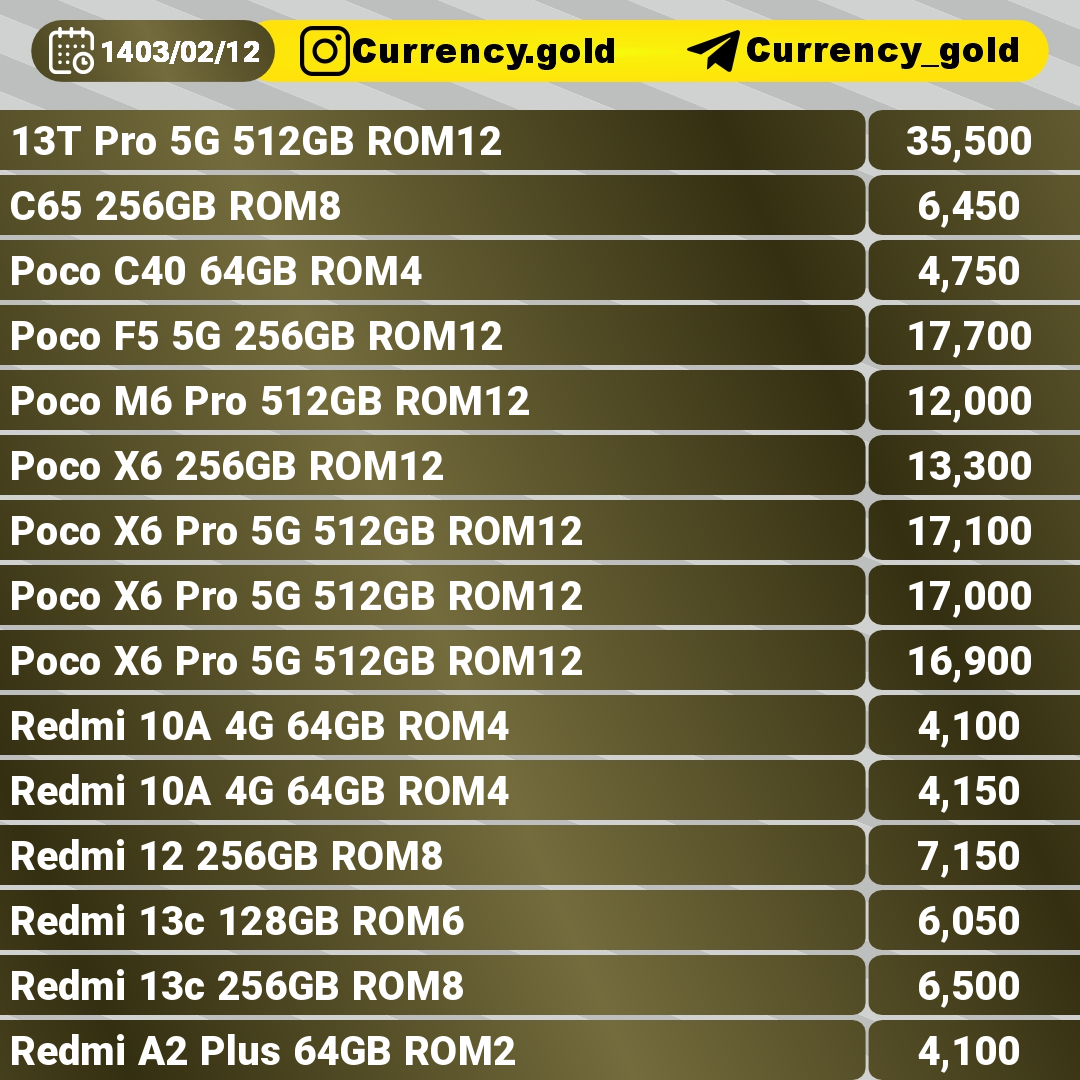 1403/02/12 Currency.gold Currency_gold
13T Pro 5G 512GB ROM12 35,500
C65 256GB ROM8 6,450
Poco C40 64GB ROM4 4,750
Poco F5 5G 256GB ROM12 17,700
Poco M6 Pro 512GB ROM12 12,000
Poco X6 256GB ROM12 13,300
Poco X6 Pro 5G 512GB ROM12 17,100
Poco X6 Pro 5G 512GB ROM12 17,000
Poco X6 Pro 5G 512GB ROM12 16,900
Redmi 10A 4G 64GB ROM4 4,100
Redmi 10A 4G 64GB ROM4 4,150
Redmi 12 256GB ROM8 7,150
Redmi 13c 128GB ROM6 6,050
Redmi 13c 256GB ROM8 6,500
Redmi A2 Plus 64GB ROM2 4,100